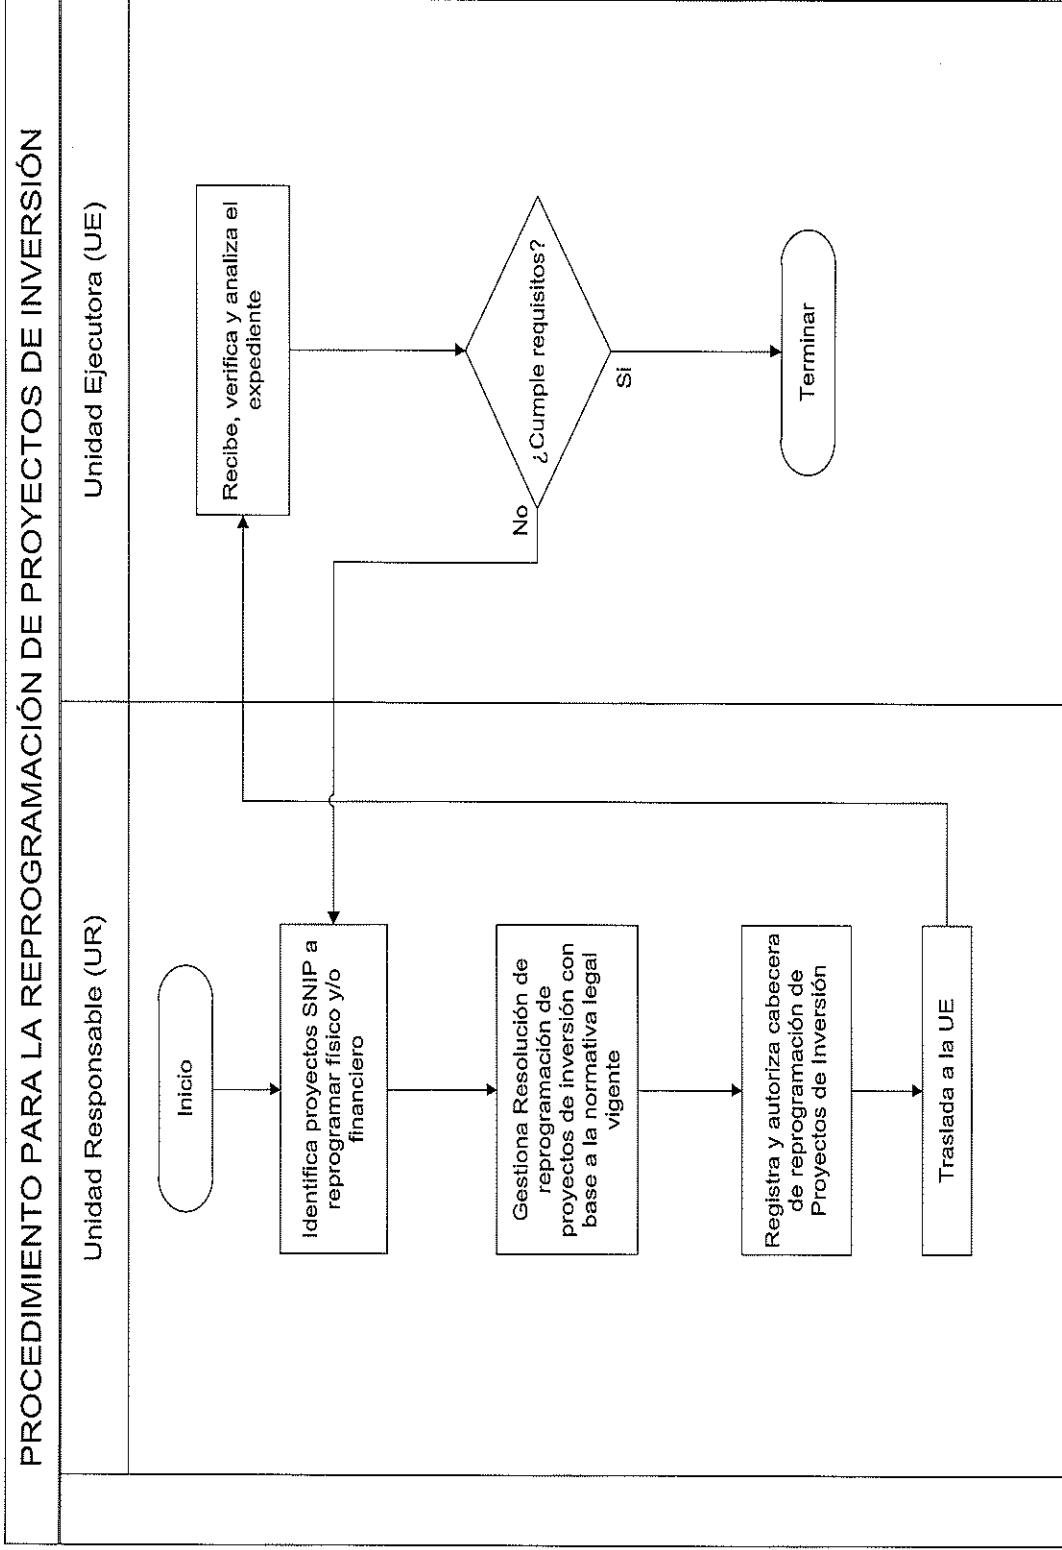 PROCEDIMIENTO PARA LA REPROGRAMACIÓN DE PROYECTOS DE INVERSIÓN
Unidad Responsable (UR)
Inicio
Identifica proyectos SNIP a
reprogramar físico y/o
financiero
Gestiona Resolución de
reprogramación de
proyectos de inversión con
base a la normativa legal
vigente
Registra y autoriza cabecera
de reprogramación de
Proyectos de Inversión
Traslada a la UE
Unidad Ejecutora (UE)
Recibe, verifica y analiza el
expediente
¿Cumple requisitos?
No
Si
Terminar